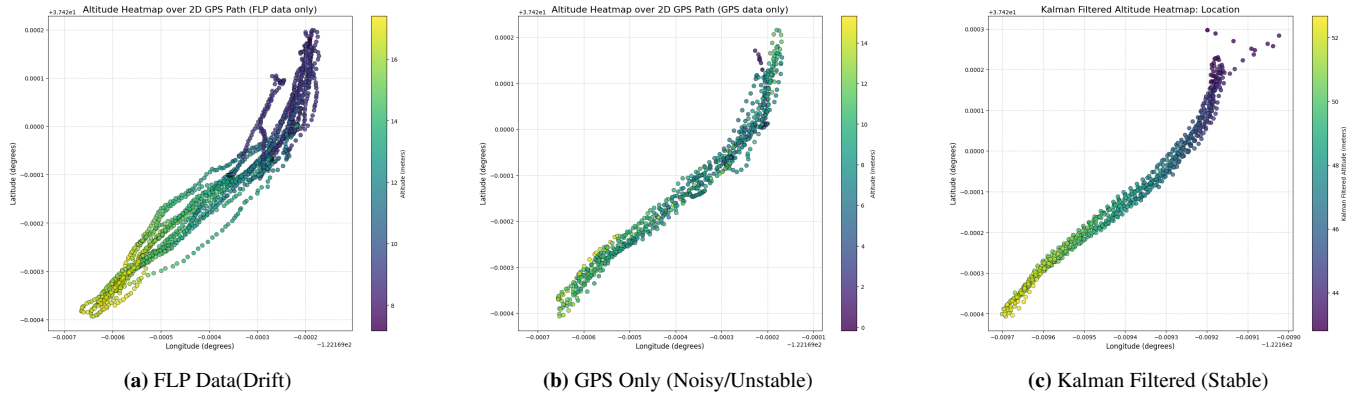 Altitude Heatmap over 2D GPS Path (FLP data only)
+3.742e1
0.0002
0.0001
0.0000
−0.0001
−0.0002
−0.0003
−0.0004
Latitude (degrees)
−0.0007
−0.0006
−0.0005
−0.0004
−0.0003
−0.0002
−1.22169e2
Longitude (degrees)
16
14
12
10
8
Altitude (meters)
(a) FLP Data(Drift)
Altitude Heatmap over 2D GPS Path (GPS data only)
+3.742e1
0.0002
0.0001
0.0000
−0.0001
−0.0002
−0.0003
−0.0004
Latitude (degrees)
−0.0007
−0.0006
−0.0005
−0.0004
−0.0003
−0.0002
−0.0001
−1.22169e2
Longitude (degrees)
14
12
10
8
6
4
2
0
Altitude (meters)
(b) GPS Only (Noisy/Unstable)
Kalman Filtered Altitude Heatmap: Location
+3.742e1
0.0003
0.0002
0.0001
0.0000
−0.0001
−0.0002
−0.0003
−0.0004
Latitude (degrees)
−0.0097
−0.0096
−0.0095
−0.0094
−0.0093
−0.0092
−0.0091
−0.0090
−1.2216e2
Longitude (degrees)
52
50
48
46
44
Kalman Filtered Altitude (meters)
(c) Kalman Filtered (Stable)